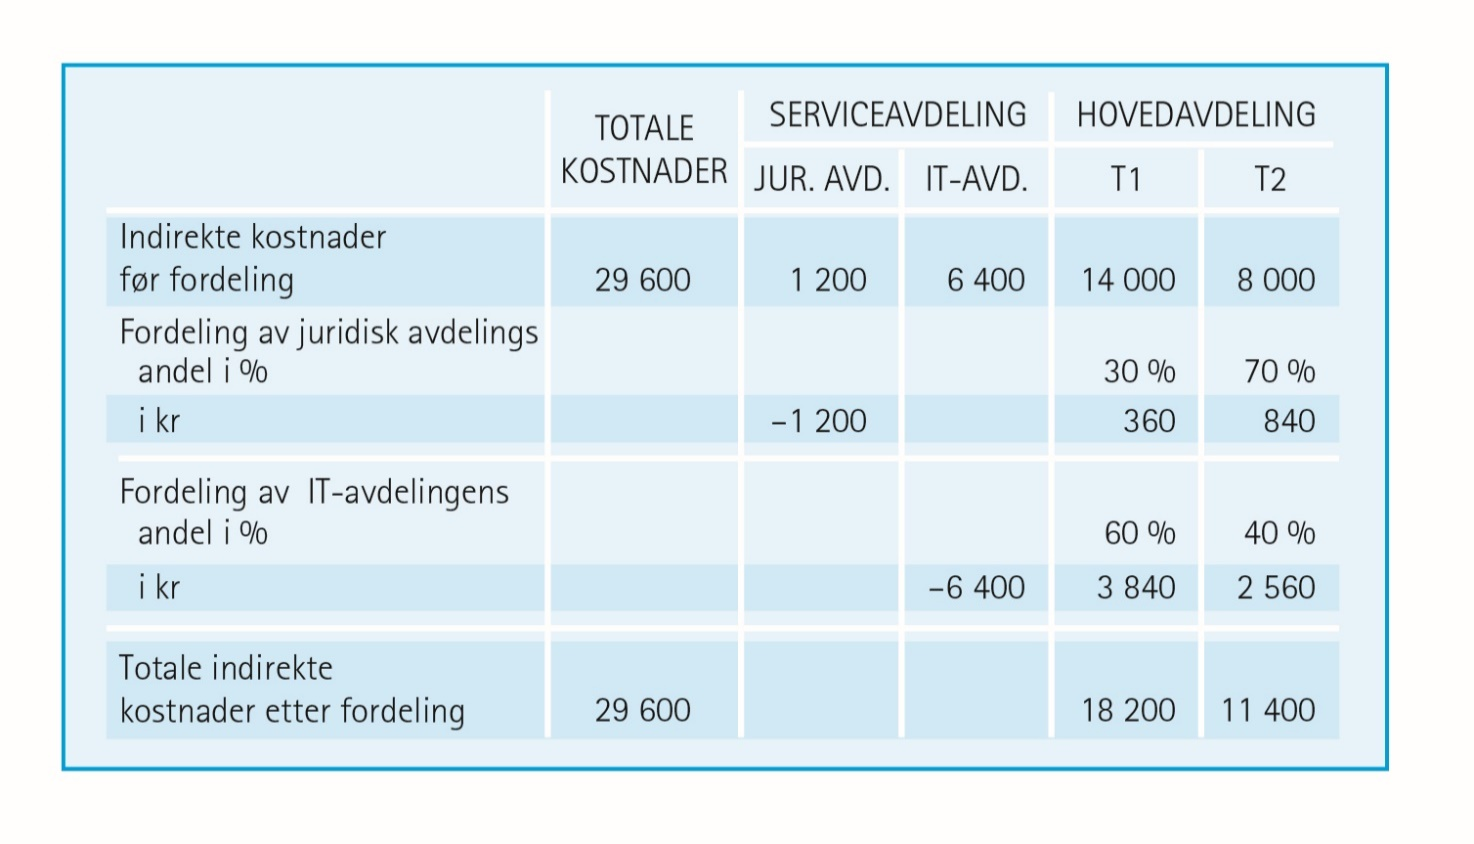 TOTALE KOSTNADER SERVICEAVDELING HOVEDAVDELING
JUR. AVD. IT-AVD. T1 T2
Indirekte kostnader
før fordeling 29 600 1 200 6 400 14 000 8 000
Fordeling av juridisk avdelings
andel i % 30 % 70 %
i kr −1 200 360 840
Fordeling av IT-avdelingens
andel i % 60 % 40 %
i kr −6 400 3 840 2 560
Totale indirekte
kostnader etter fordeling 29 600 18 200 11 400